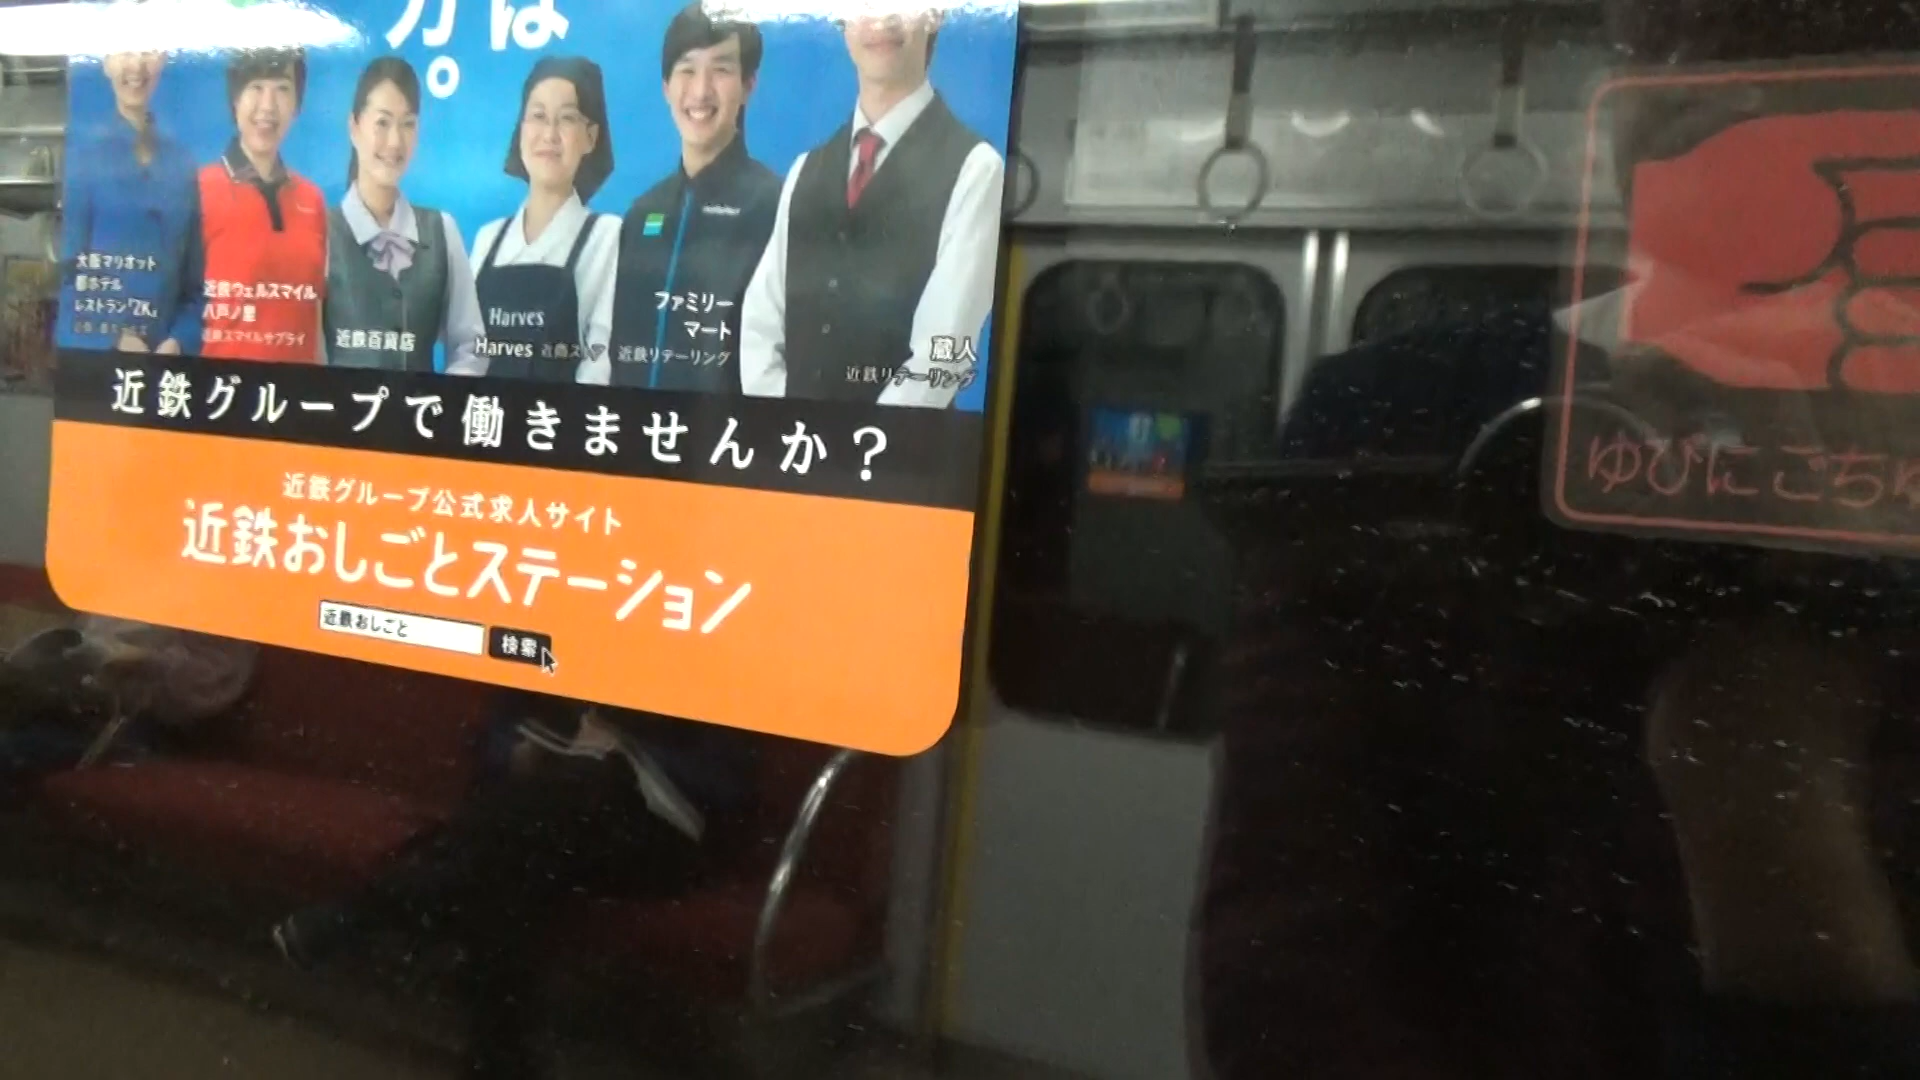 力は
。
大阪マリオット
都ホテル
レストラン「ZK」
近鉄ウェルスマイル
八戸ノ里
近鉄スマイルサプライ
近鉄百貨店
Harves
Harves 近商ストア
ファミリー
マート
近鉄リテーリング
蔵人
近鉄リテーリング
近鉄グループで働きませんか？
近鉄グループ公式求人サイト
近鉄おしごとステーション
近鉄おしごと 検索
ゆびにごちゅ